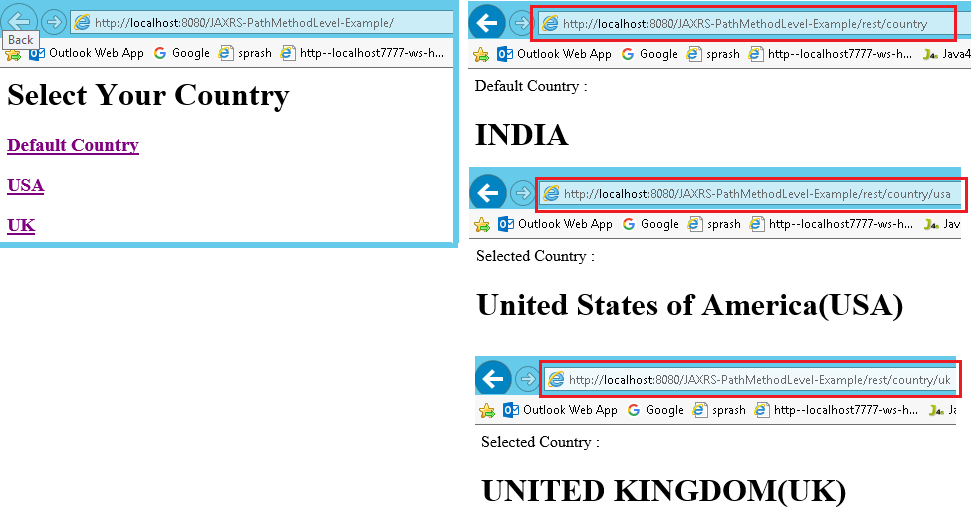 http://localhost:8080/JAXRS-PathMethodLevel-Example/
Back
Outlook Web App Google sprash http--localhost7777-ws-h...
Select Your Country
Default Country
USA
UK
http://localhost:8080/JAXRS-PathMethodLevel-Example/rest/country
Outlook Web App Google sprash http--localhost7777-ws-h... Java4
Default Country :
INDIA
http://localhost:8080/JAXRS-PathMethodLevel-Example/rest/country/usa
Outlook Web App Google sprash http--localhost7777-ws-h... Jav
Selected Country :
United States of America(USA)
http://localhost:8080/JAXRS-PathMethodLevel-Example/rest/country/uk
Outlook Web App Google sprash http--localhost7777-ws-h... Ja
Selected Country :
UNITED KINGDOM(UK)